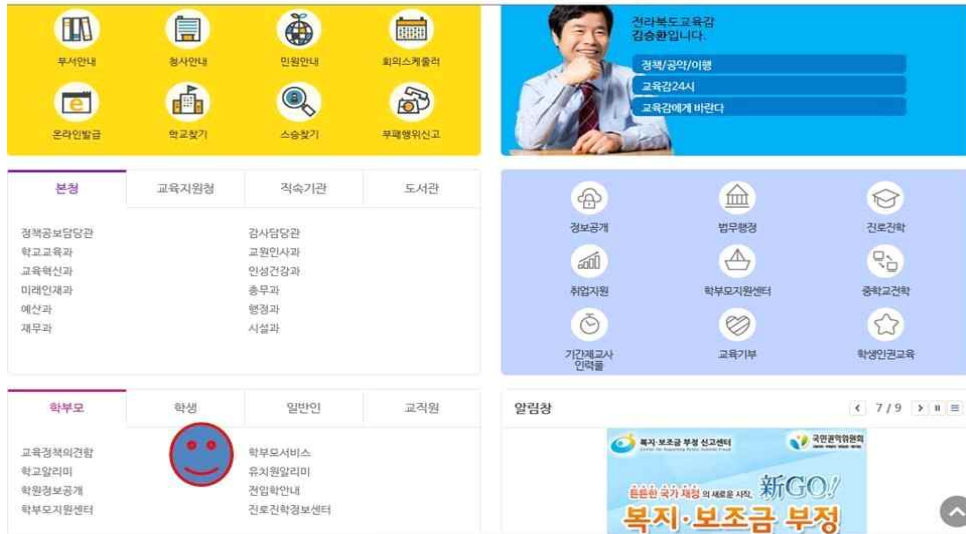 부서안내
청사안내
민원안내
회의스케줄러
온라인발급
학교찾기
스승찾기
부패행위신고
전라북도교육감
김승환입니다.
정책/공약/이행
교육감24시
교육감에게 바란다
본청
교육지원청
직속기관
도서관
정책공보담당관
감사담당관
학교교육과
교원인사과
교육혁신과
인성건강과
미래인재과
총무과
예산과
행정과
재무과
시설과
정보공개
법무행정
진로진학
취업지원
학부모지원센터
중학교전학
기간제교사
인력풀
교육기부
학생인권교육
학부모
학생
일반인
교직원
교육정책의견함
학부모서비스
학교알리미
유치원알리미
학원정보공개
전입학안내
학부모지원센터
진로진학정보센터
알림창
7 / 9
복지·보조금 부정 신고센터
국민권익위원회
튼튼한 국가 재정의 새로운 시작, 新GO!
복지·보조금 부정